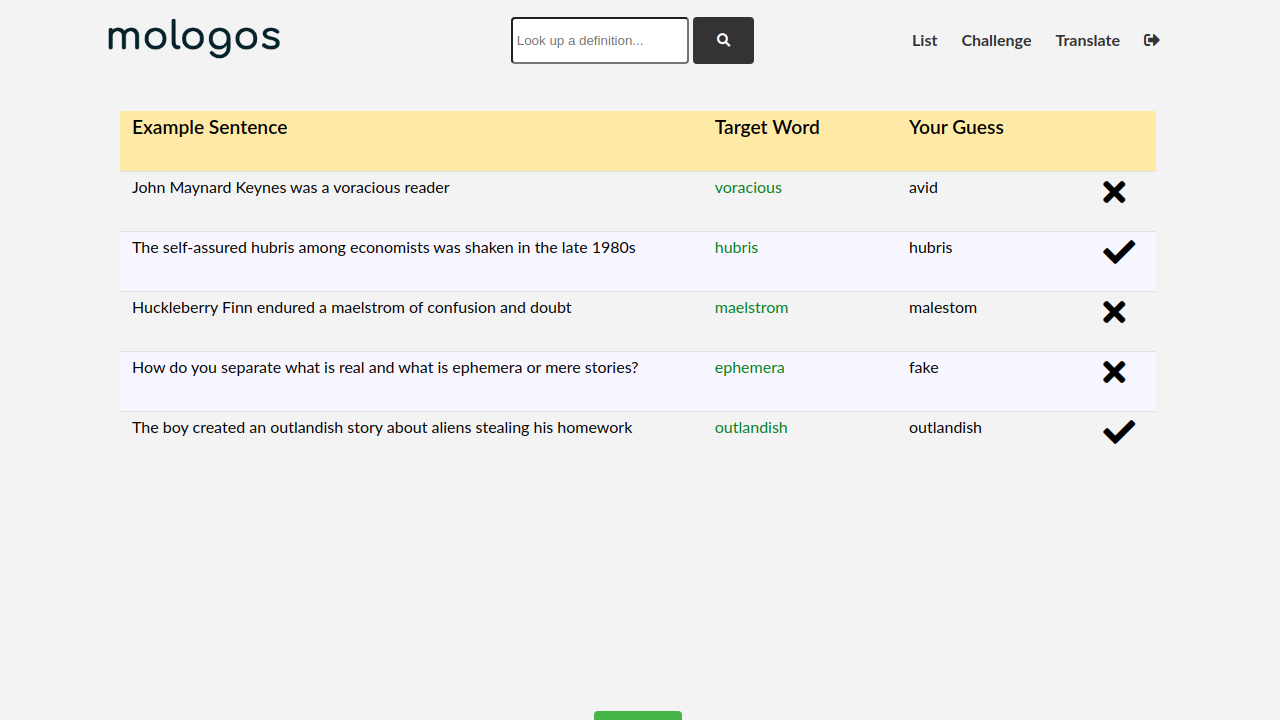 mologos
Look up a definition...
List Challenge Translate
Example Sentence Target Word Your Guess
John Maynard Keynes was a voracious reader voracious avid
The self-assured hubris among economists was shaken in the late 1980s hubris hubris
Huckleberry Finn endured a maelstrom of confusion and doubt maelstrom malestom
How do you separate what is real and what is ephemera or mere stories? ephemera fake
The boy created an outlandish story about aliens stealing his homework outlandish outlandish